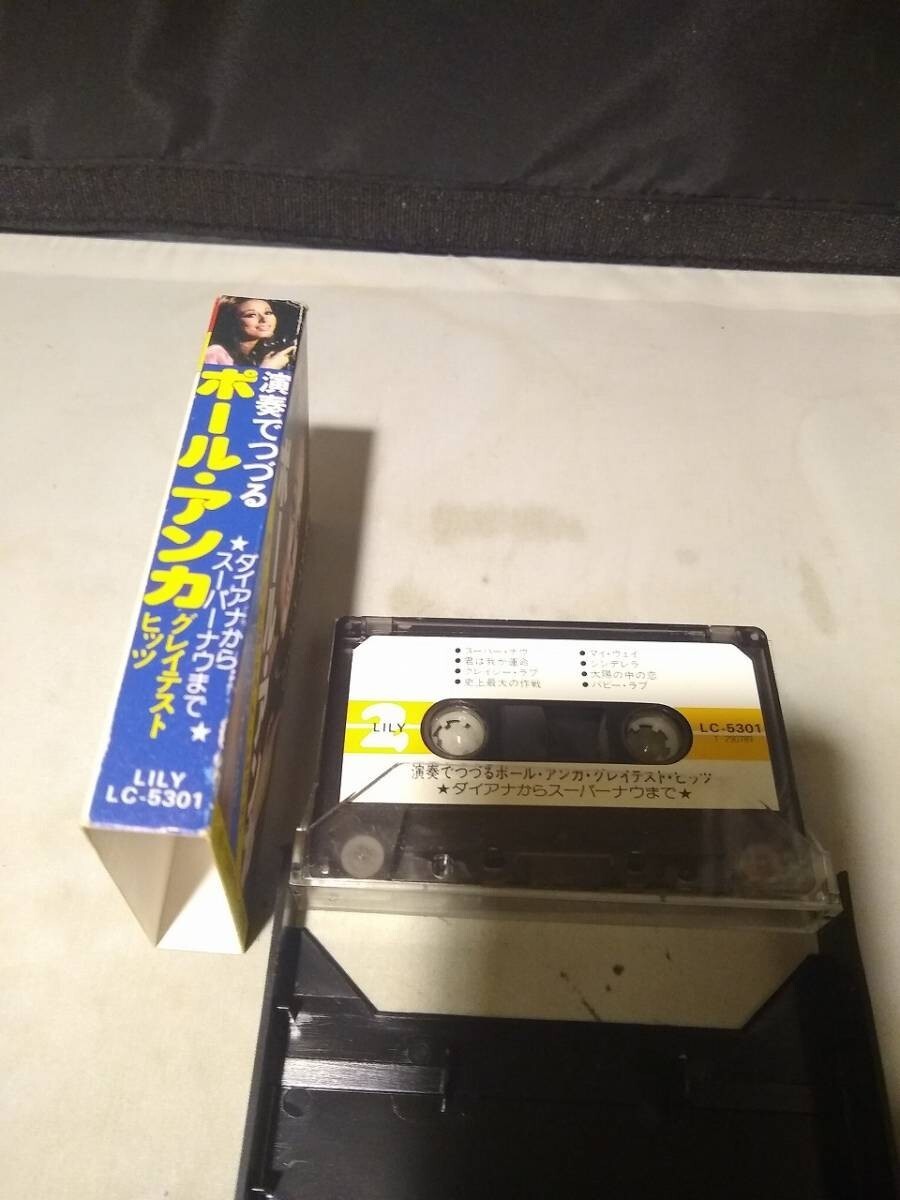 演奏でつづる
ポール・アンカ
グレイテスト
ヒッツ
★ダイアナから
スーパーナウまで★
LILY
LC-5301
・スーパー・ナウ
・君は我が運命
・クレイジー・ラブ
・史上最大の作戦
・マイ・ウェイ
・シンデレラ
・太陽の中の恋
・パピー・ラブ
2
LILY
LC-5301
演奏でつづるポール・アンカ・グレイテスト・ヒッツ
★ダイアナからスーパーナウまで★